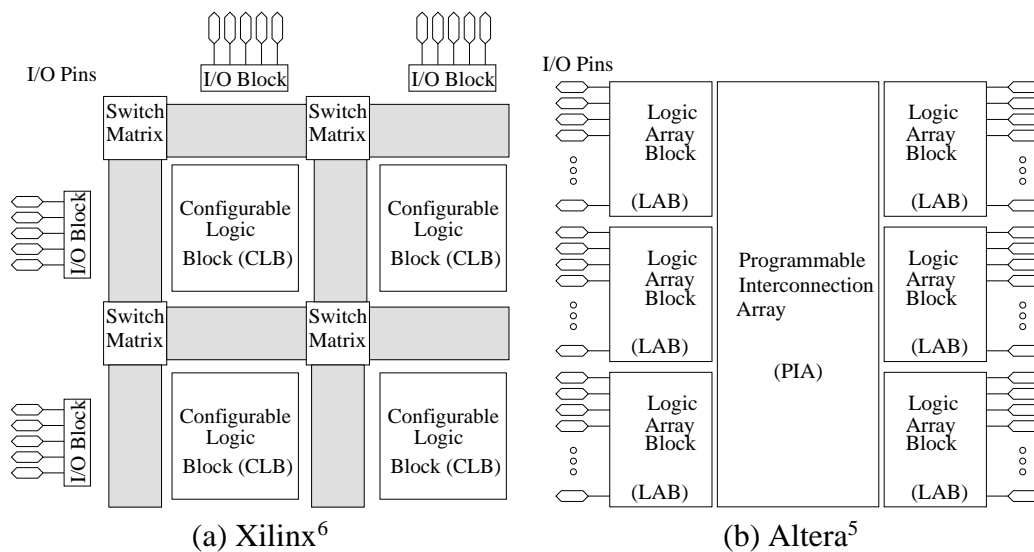 I/O Pins
I/O Block
I/O Block
Switch
Matrix
Switch
Matrix
I/O Block
Configurable
Logic
Block (CLB)
Configurable
Logic
Block (CLB)
Switch
Matrix
Switch
Matrix
I/O Block
Configurable
Logic
Block (CLB)
Configurable
Logic
Block (CLB)
(a) Xilinx⁶
I/O Pins
Logic
Array
Block
(LAB)
Logic
Array
Block
(LAB)
Logic
Array
Block
(LAB)
Programmable
Interconnection
Array
(PIA)
Logic
Array
Block
(LAB)
Logic
Array
Block
(LAB)
Logic
Array
Block
(LAB)
(b) Altera⁵